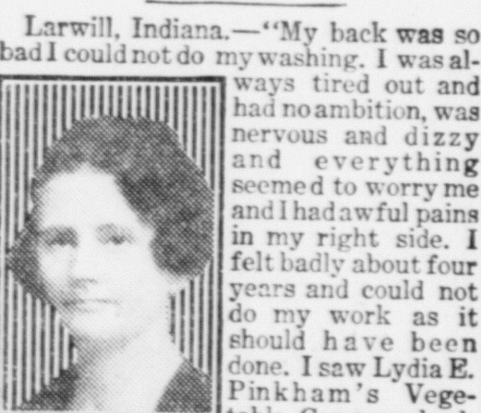 Larwill, Indiana.—"My back was so
bad I could not do my washing. I was al-
ways tired out and
had no ambition, was
nervous and dizzy
and everything
seemed to worry me
and I had awful pains
in my right side. I
felt badly about four
years and could not
do my work as it
should have been
done. I saw Lydia E.
Pinkham's Vege-